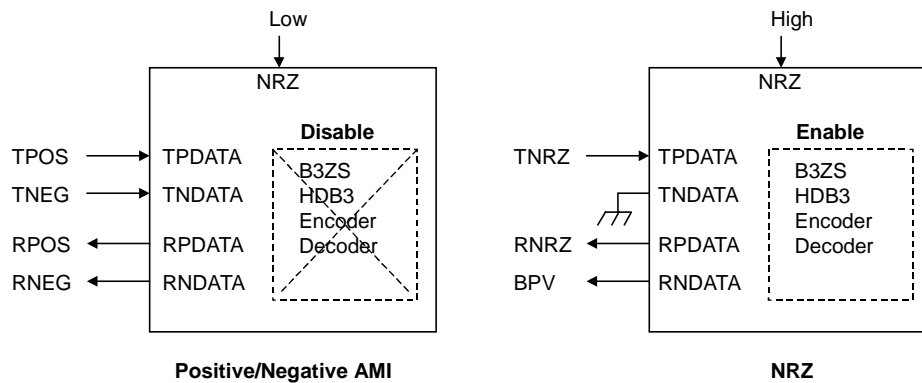 Low
NRZ
Disable
TPOS
TPDATA
B3ZS
TNEG
TNDATA
HDB3
Encoder
RPOS
RPDATA
Decoder
RNEG
RNDATA
Positive/Negative AMI
High
NRZ
Enable
TNRZ
TPDATA
B3ZS
TNDATA
HDB3
Encoder
RNRZ
RPDATA
Decoder
BPV
RNDATA
NRZ